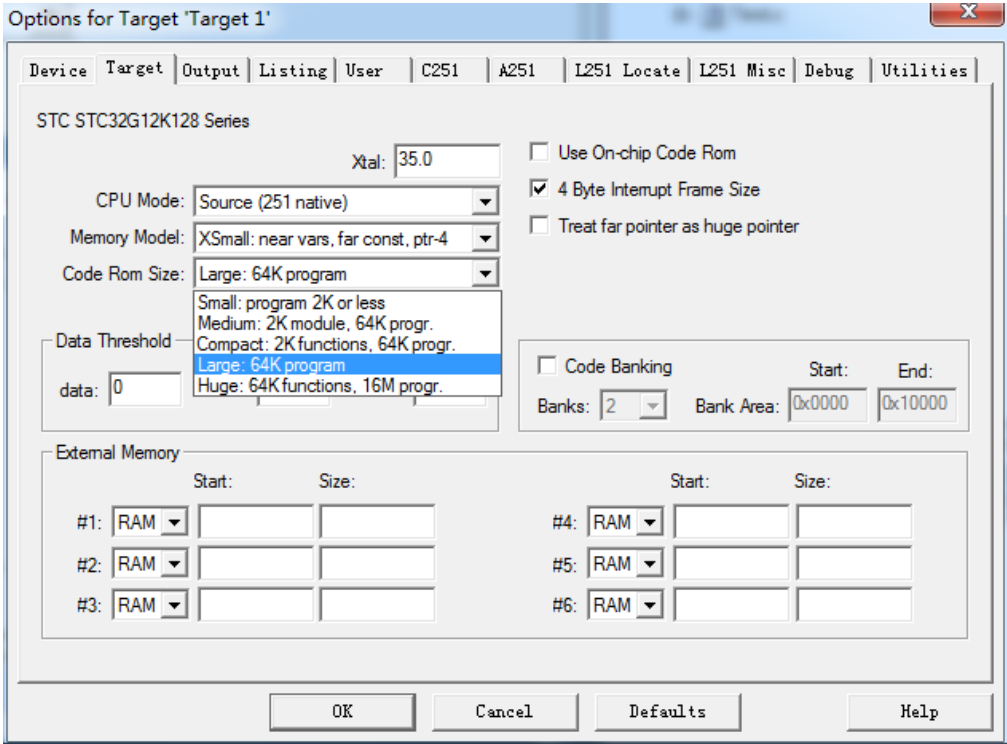 Options for Target 'Target 1'
Device Target Output Listing User C251 A251 L251 Locate L251 Misc Debug Utilities
STC STC32G12K128 Series
Xtal: 35.0
Use On-chip Code Rom
CPU Mode: Source (251 native)
4 Byte Interrupt Frame Size
Memory Model: XSmall: near vars, far const, ptr-4
Treat far pointer as huge pointer
Code Rom Size: Large: 64K program
Small: program 2K or less
Medium: 2K module, 64K progr.
Compact: 2K functions, 64K progr.
Large: 64K program
Huge: 64K functions, 16M progr.
Data Threshold
data: 0
Code Banking Start: End:
Banks: 2 Bank Area: 0x0000 0x10000
External Memory
Start: Size: Start: Size:
#1: RAM #4: RAM
#2: RAM #5: RAM
#3: RAM #6: RAM
OK Cancel Defaults Help